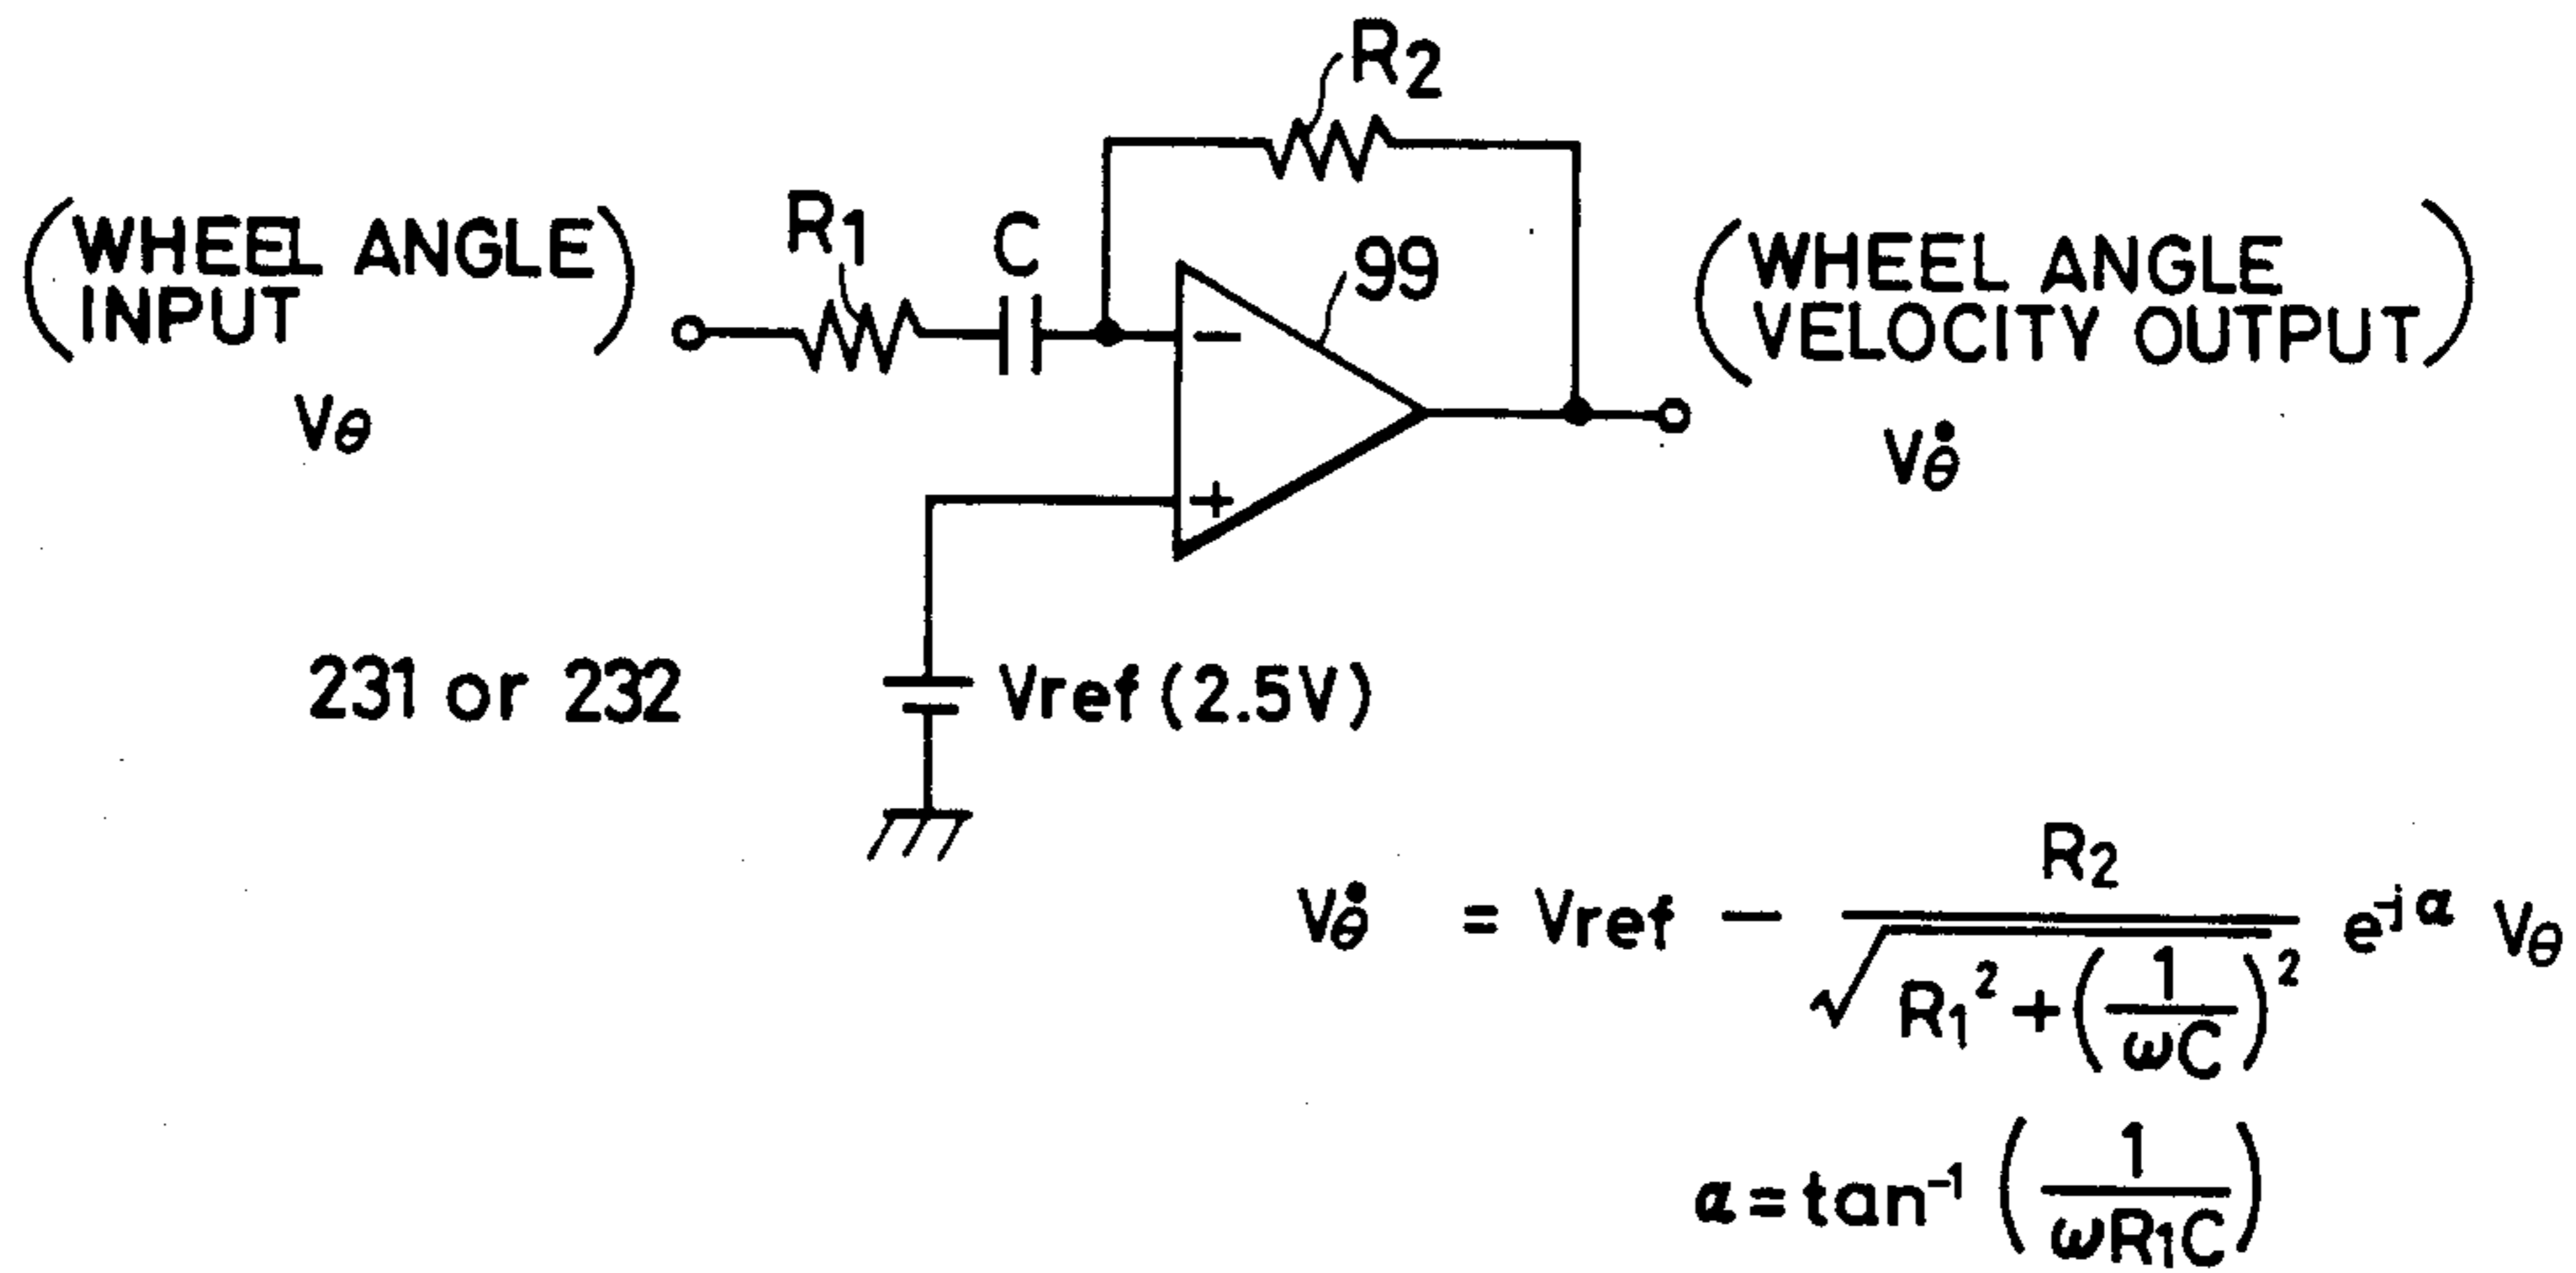 R2
(WHEEL ANGLE
INPUT)
R1
C
99
(WHEEL ANGLE
VELOCITY OUTPUT)
Vθ
Vθ̇
−
+
231 or 232
Vref (2.5V)
Vθ̇ = Vref − R2 / √(R1² + (1/ωC)²) e^-jα Vθ
α = tan⁻¹ (1/ωR1C)